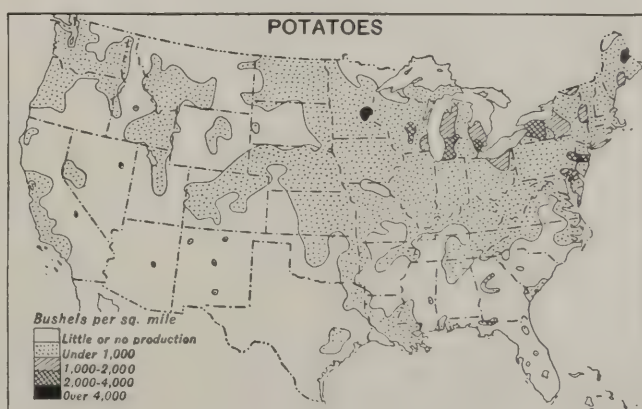 POTATOES
Bushels per sq. mile
Little or no production
Under 1,000
1,000-2,000
2,000-4,000
Over 4,000